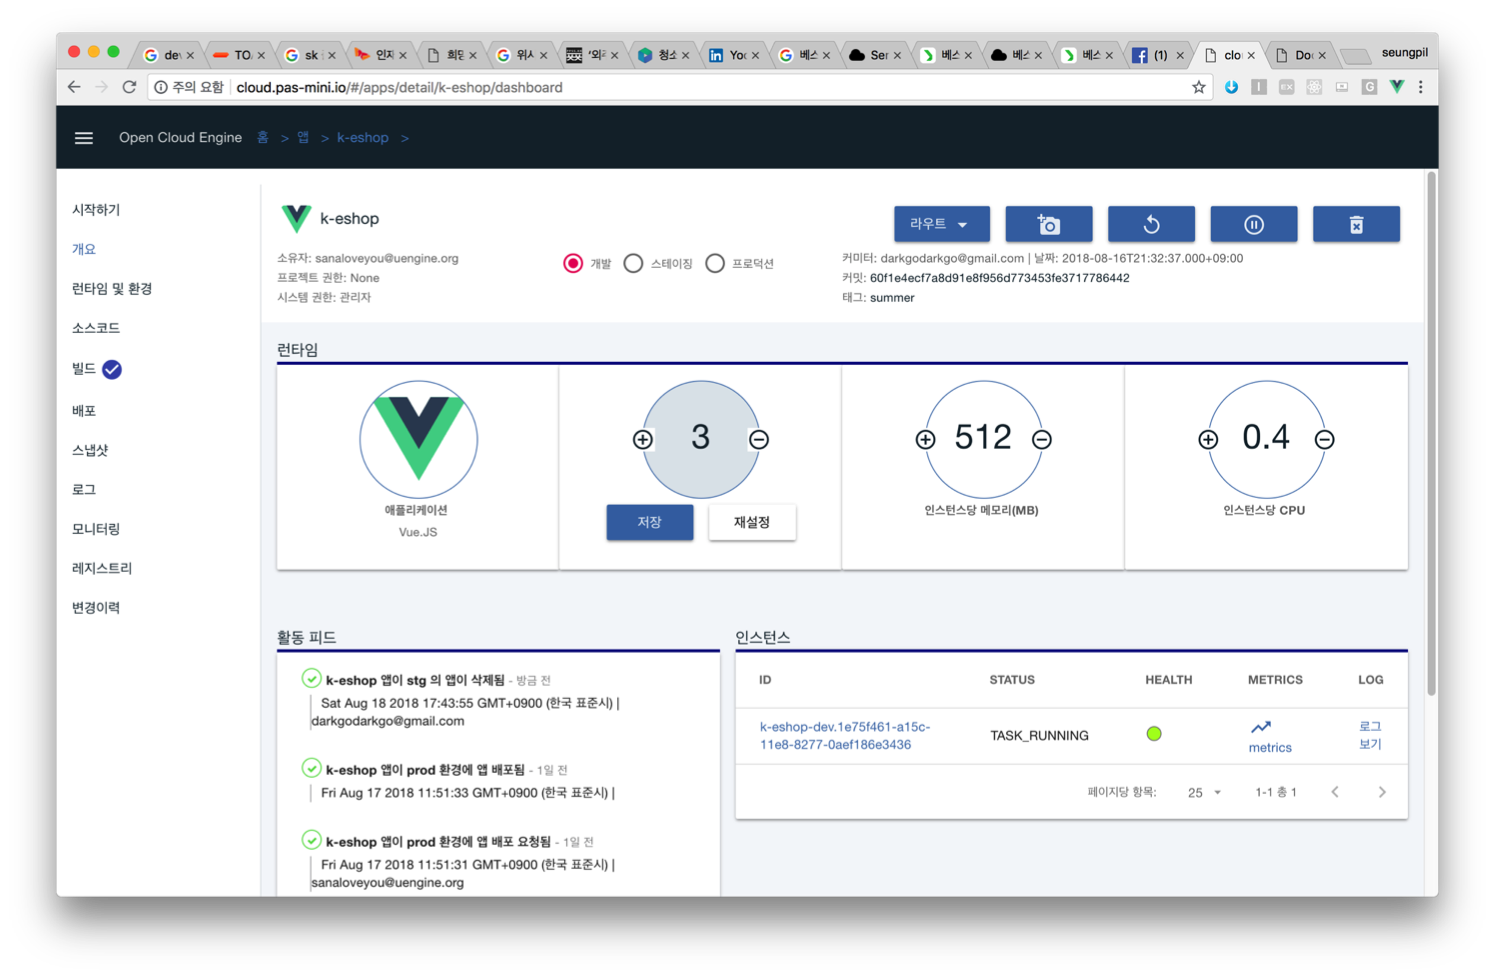 dev
TO
sk
인재
희망
위시
'외국
청소
in Yoo
베스
Ser
베스
베스
베스
(1)
clou
Doc
seungpil
주의 요함 | cloud.pas-mini.io/#/apps/detail/k-eshop/dashboard
Open Cloud Engine 홈 > 앱 > k-eshop >
시작하기
개요
런타임 및 환경
소스코드
빌드
배포
스냅샷
로그
모니터링
레지스트리
변경이력
k-eshop
소유자: sanaloveyou@uengine.org
프로젝트 권한: None
시스템 권한: 관리자
개발 스테이징 프로덕션
라우트
커미터: darkgodarkgo@gmail.com | 날짜: 2018-08-16T21:32:37.000+09:00
커밋: 60f1e4ecf7a8d91e8f956d773453fe3717786442
태그: summer
런타임
애플리케이션
Vue.JS
3
저장 재설정
512
인스턴스당 메모리(MB)
0.4
인스턴스당 CPU
활동 피드
k-eshop 앱이 stg 의 앱이 삭제됨 - 방금 전
Sat Aug 18 2018 17:43:55 GMT+0900 (한국 표준시) |
darkgodarkgo@gmail.com
k-eshop 앱이 prod 환경에 앱 배포됨 - 1일 전
Fri Aug 17 2018 11:51:33 GMT+0900 (한국 표준시) |
k-eshop 앱이 prod 환경에 앱 배포 요청됨 - 1일 전
Fri Aug 17 2018 11:51:31 GMT+0900 (한국 표준시) |
sanaloveyou@uengine.org
인스턴스
ID STATUS HEALTH METRICS LOG
k-eshop-dev.1e75f461-a15c-
11e8-8277-0aef186e3436
TASK_RUNNING
metrics
로그
보기
페이지당 항목: 25 1-1 총 1